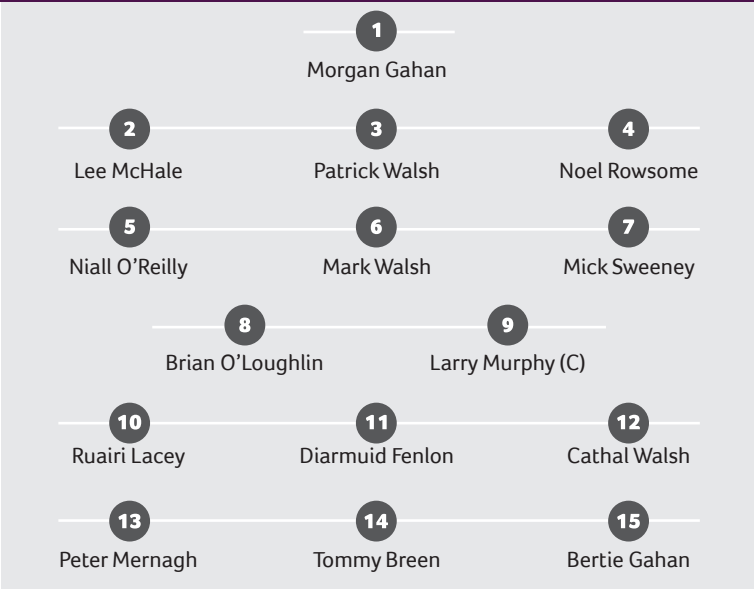 1
Morgan Gahan
2 3 4
Lee McHale Patrick Walsh Noel Rowsome
5 6 7
Niall O’Reilly Mark Walsh Mick Sweeney
8 9
Brian O’Loughlin Larry Murphy (C)
10 11 12
Ruairi Lacey Diarmuid Fenlon Cathal Walsh
13 14 15
Peter Mernagh Tommy Breen Bertie Gahan